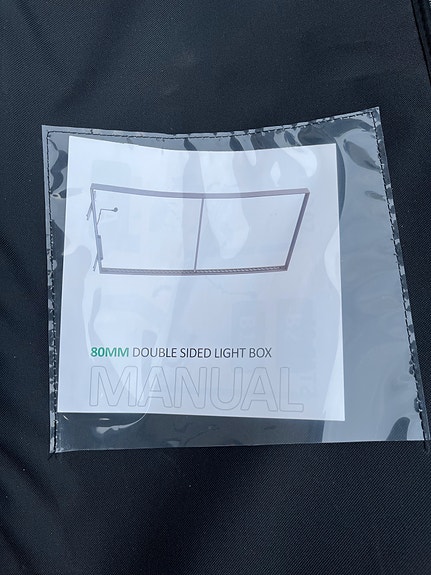 80MM DOUBLE SIDED LIGHT BOX
MANUAL